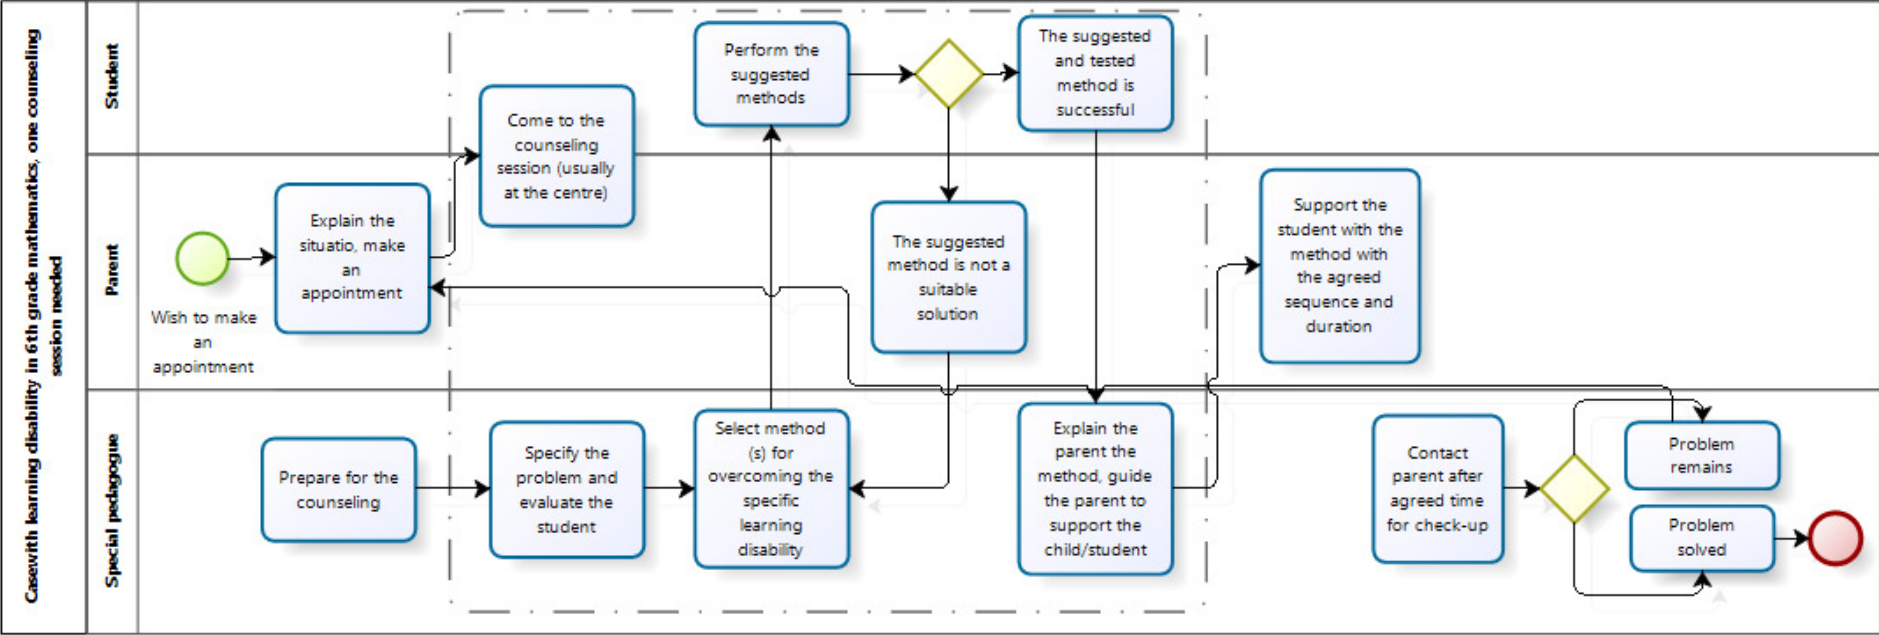 Casewith learning disability in 6th grade mathematics, one counseling
session needed
Student
Parent
Special pedagogue
Wish to make
an
appointment
Explain the
situatio, make
an
appointment
Come to the
counseling
session (usually
at the centre)
Perform the
suggested
methods
The suggested
and tested
method is
successful
The suggested
method is not a
suitable
solution
Support the
student with the
method with
the agreed
sequence and
duration
Prepare for the
counseling
Specify the
problem and
evaluate the
student
Select method
(s) for
overcoming the
specific
learning
disability
Explain the
parent the
method, guide
the parent to
support the
child/student
Contact
parent after
agreed time
for check-up
Problem
remains
Problem
solved